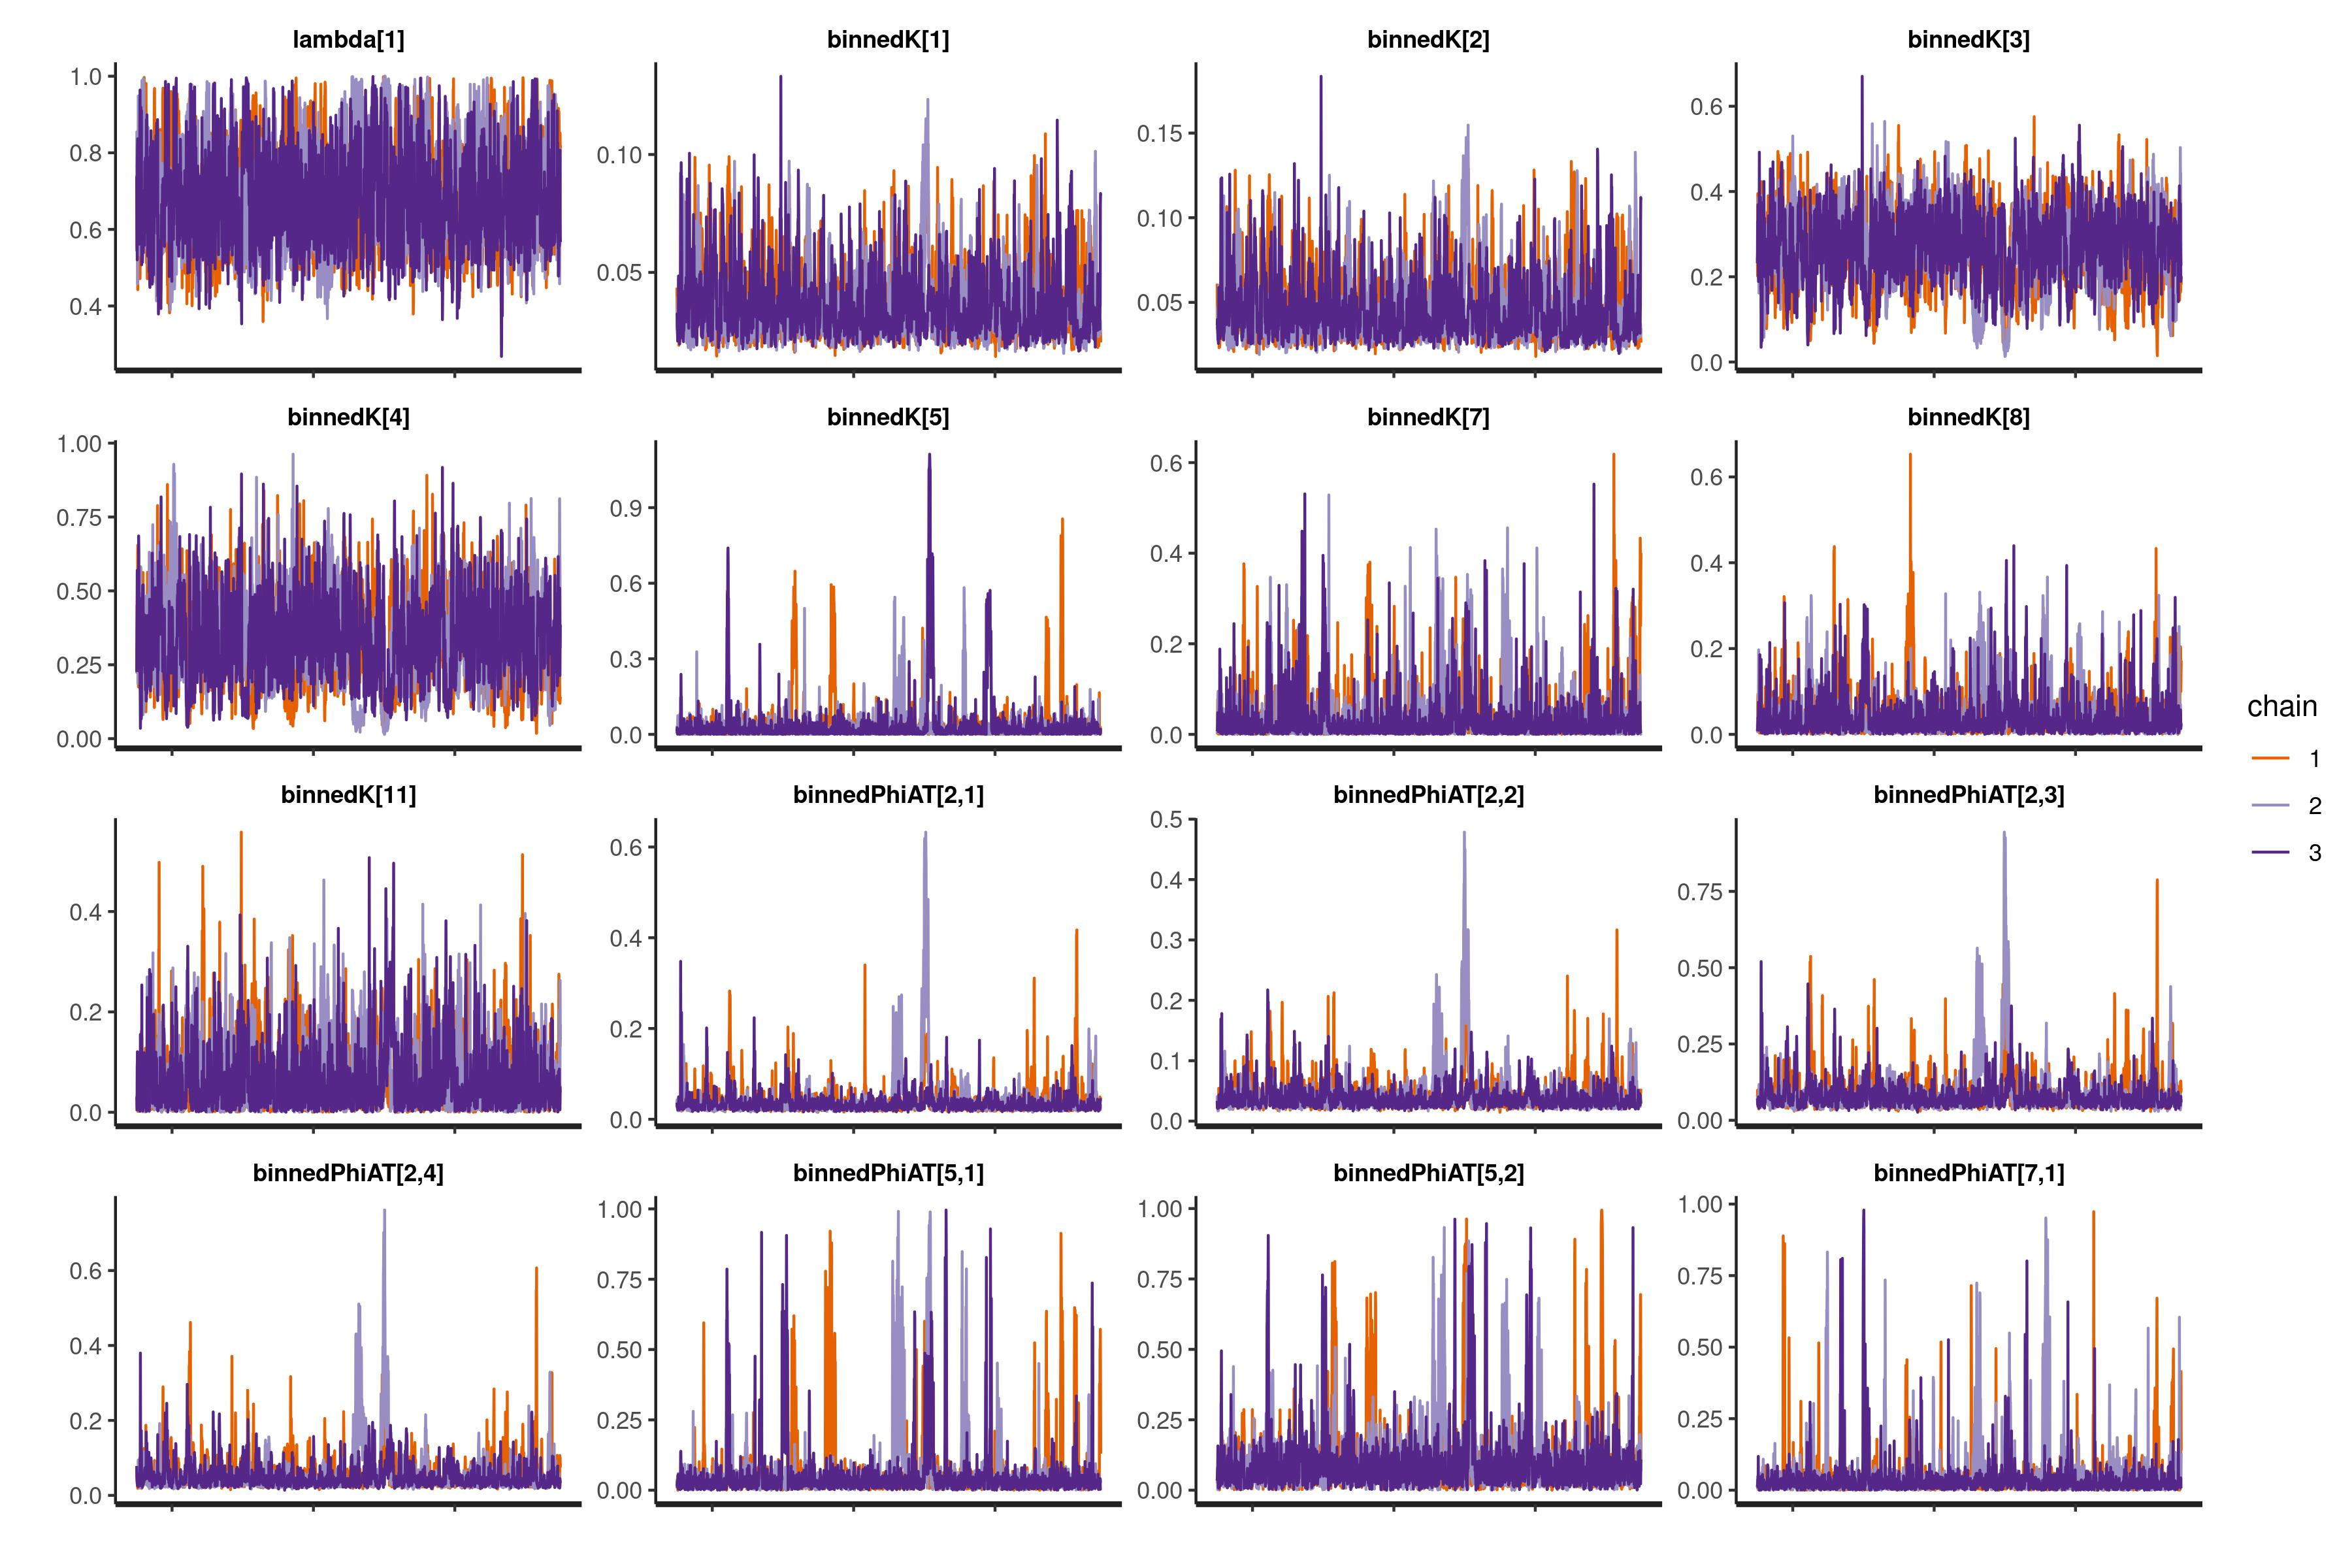 lambda[1] binnedK[1] binnedK[2] binnedK[3]
1.0 0.8 0.6 0.4
0.10 0.05
0.15 0.10 0.05
0.6 0.4 0.2 0.0
binnedK[4] binnedK[5] binnedK[7] binnedK[8]
1.00 0.75 0.50 0.25 0.00
0.9 0.6 0.3 0.0
0.6 0.4 0.2 0.0
0.6 0.4 0.2 0.0
binnedK[11] binnedPhiAT[2,1] binnedPhiAT[2,2] binnedPhiAT[2,3]
0.4 0.2 0.0
0.6 0.4 0.2 0.0
0.5 0.4 0.3 0.2 0.1 0.0
0.75 0.50 0.25 0.00
binnedPhiAT[2,4] binnedPhiAT[5,1] binnedPhiAT[5,2] binnedPhiAT[7,1]
0.6 0.4 0.2 0.0
1.00 0.75 0.50 0.25 0.00
1.00 0.75 0.50 0.25 0.00
1.00 0.75 0.50 0.25 0.00
chain
1
2
3